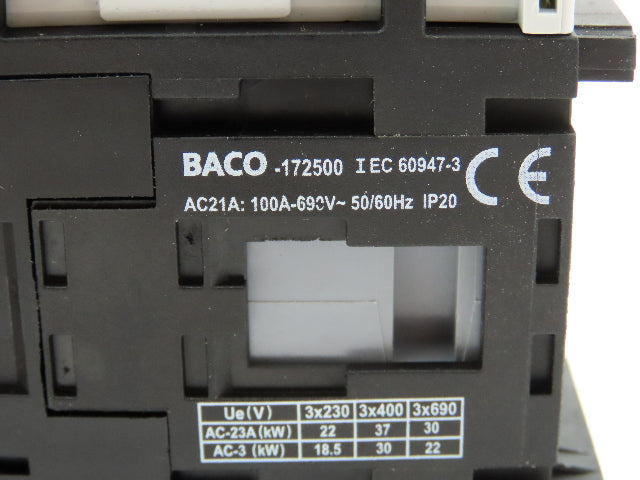 BACO -172500 IEC 60947-3 CE
AC21A: 100A-690V~ 50/60Hz IP20
Ue(V) 3x230 3x400 3x690
AC-23A(kW) 22 37 30
AC-3 (kW) 18.5 30 22